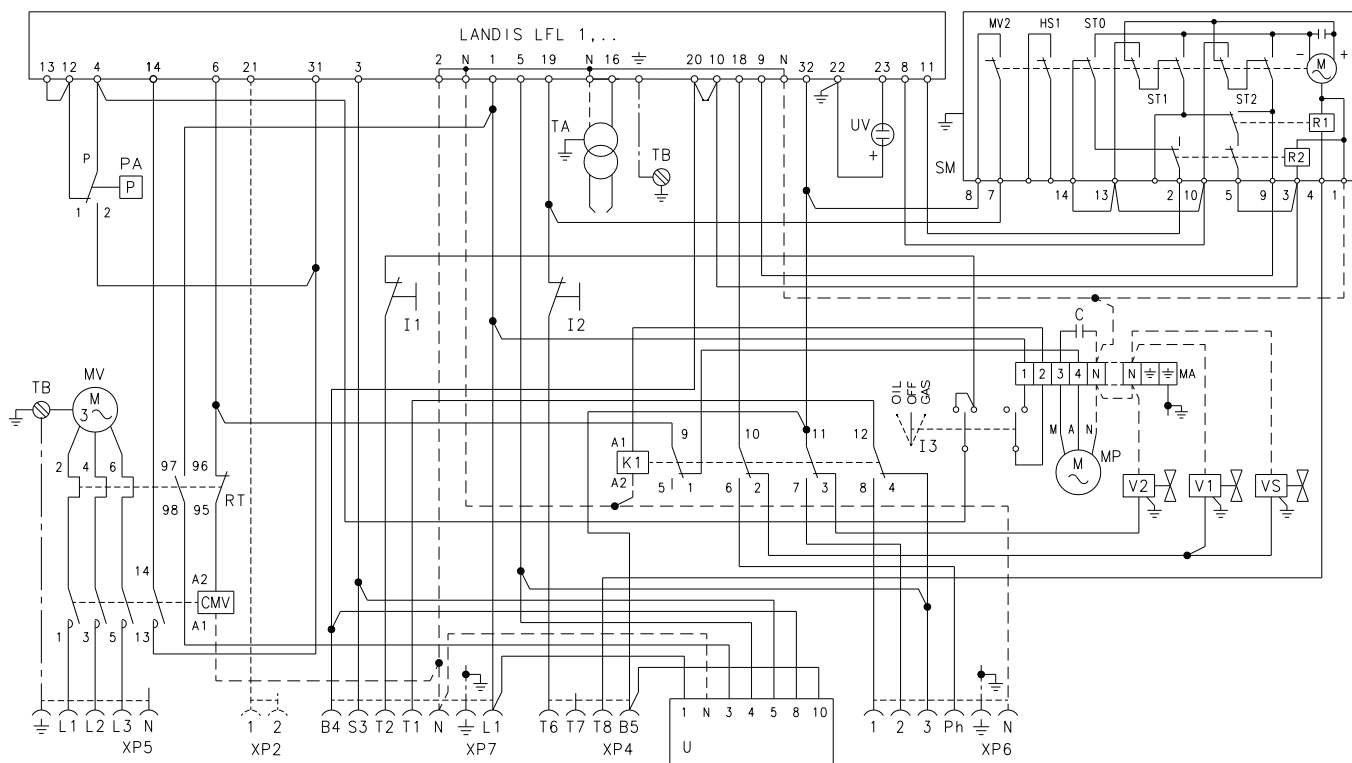 LANDIS LFL 1,..
MV2 HS1 ST0
13 12 4 14 6 21 31 3 2 N 1 5 19 N 16 20 10 18 9 N 32 22 23 8 11
- M +
ST1 ST2
R1
R2
SM
8 7 14 13 2 10 5 9 3 4 1
TA
TB
UV
+
P
PA
P
1 2
I1
I2
C
1 2 3 4 N N MA
OIL
OFF
GAS
I3
M A N
M
MP
TB
MV
M
3
2 4 6 97 96
RT
98 95
9 10 11 12
A1
K1
A2
5 1 6 2 7 3 8 4
V2 V1 VS
14
A2
CMV
A1
1 3 5 13
L1 L2 L3 N
XP5
1 2
XP2
B4 S3 T2 T1 N L1
XP7
T6 T7 T8 B5
XP4
1 N 3 4 5 8 10
U
1 2 3 Ph N
XP6